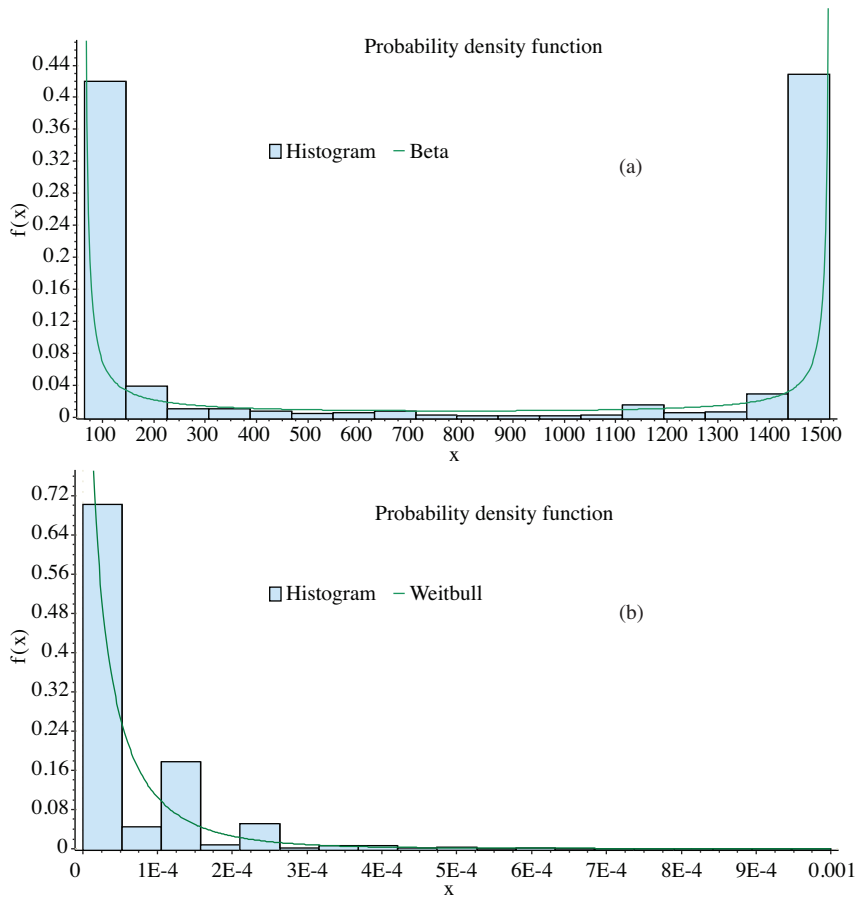 Probability density function
0.44
0.4
0.36
0.32
0.28
0.24
0.2
0.16
0.12
0.08
0.04
0
f(x)
Histogram Beta
(a)
100 200 300 400 500 600 700 800 900 1000 1100 1200 1300 1400 1500
x
Probability density function
0.72
0.64
0.56
0.48
0.4
0.32
0.24
0.16
0.08
0
f(x)
Histogram Weitbull
(b)
0 1E-4 2E-4 3E-4 4E-4 5E-4 6E-4 7E-4 8E-4 9E-4 0.001
x